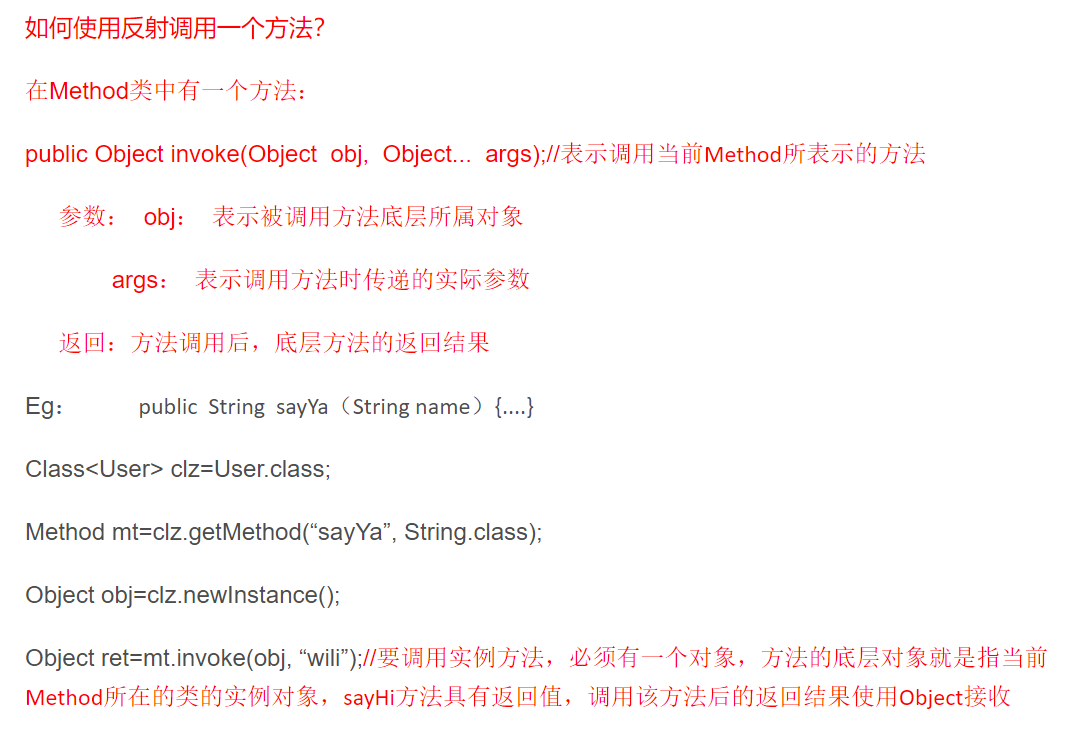 如何使用反射调用一个方法？
在Method类中有一个方法：
public Object invoke(Object  obj,  Object...  args);//表示调用当前Method所表示的方法
参数：  obj：  表示被调用方法底层所属对象
args：  表示调用方法时传递的实际参数
返回：方法调用后，底层方法的返回结果
Eg：  public  String  sayYa（String name）{....}
Class<User> clz=User.class;
Method mt=clz.getMethod(“sayYa”, String.class);
Object obj=clz.newInstance();
Object ret=mt.invoke(obj, “wili”);//要调用实例方法，必须有一个对象，方法的底层对象就是指当前
Method所在的类的实例对象，sayHi方法具有返回值，调用该方法后的返回结果使用Object接收